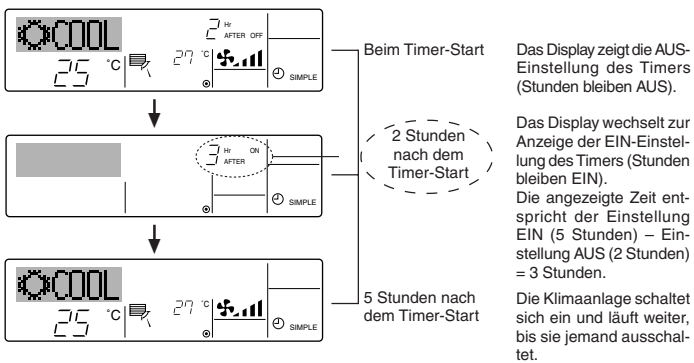 COOL
2 Hr
AFTER OFF
25 °C
27 °C
SIMPLE
Beim Timer-Start
Das Display zeigt die AUS-
Einstellung des Timers
(Stunden bleiben AUS).
3 Hr ON
AFTER
SIMPLE
2 Stunden
nach dem
Timer-Start
Das Display wechselt zur
Anzeige der EIN-Einstel-
lung des Timers (Stunden
bleiben EIN).
Die angezeigte Zeit ent-
spricht der Einstellung
EIN (5 Stunden) – Ein-
stellung AUS (2 Stunden)
= 3 Stunden.
COOL
25 °C
27 °C
SIMPLE
5 Stunden nach
dem Timer-Start
Die Klimaanlage schaltet
sich ein und läuft weiter,
bis sie jemand ausschal-
tet.